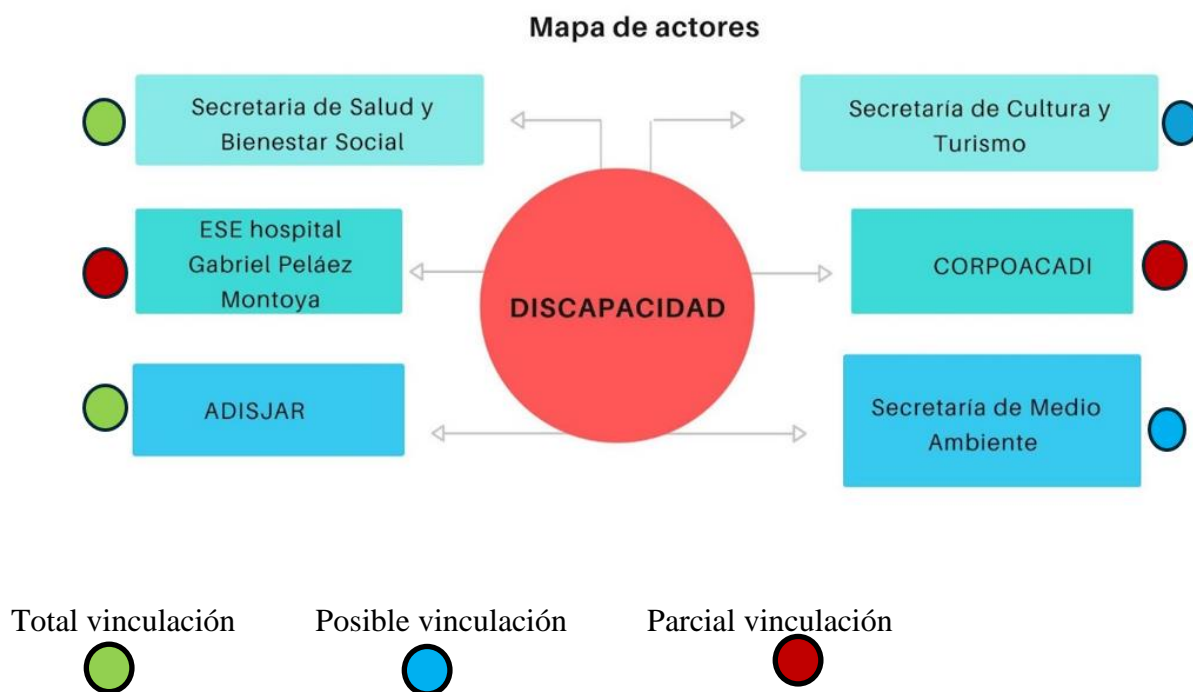 Mapa de actores
Secretaria de Salud y
Bienestar Social
Secretaría de Cultura y
Turismo
ESE hospital
Gabriel Peláez
Montoya
CORPOACADI
DISCAPACIDAD
ADISJAR
Secretaría de Medio
Ambiente
Total vinculación
Posible vinculación
Parcial vinculación